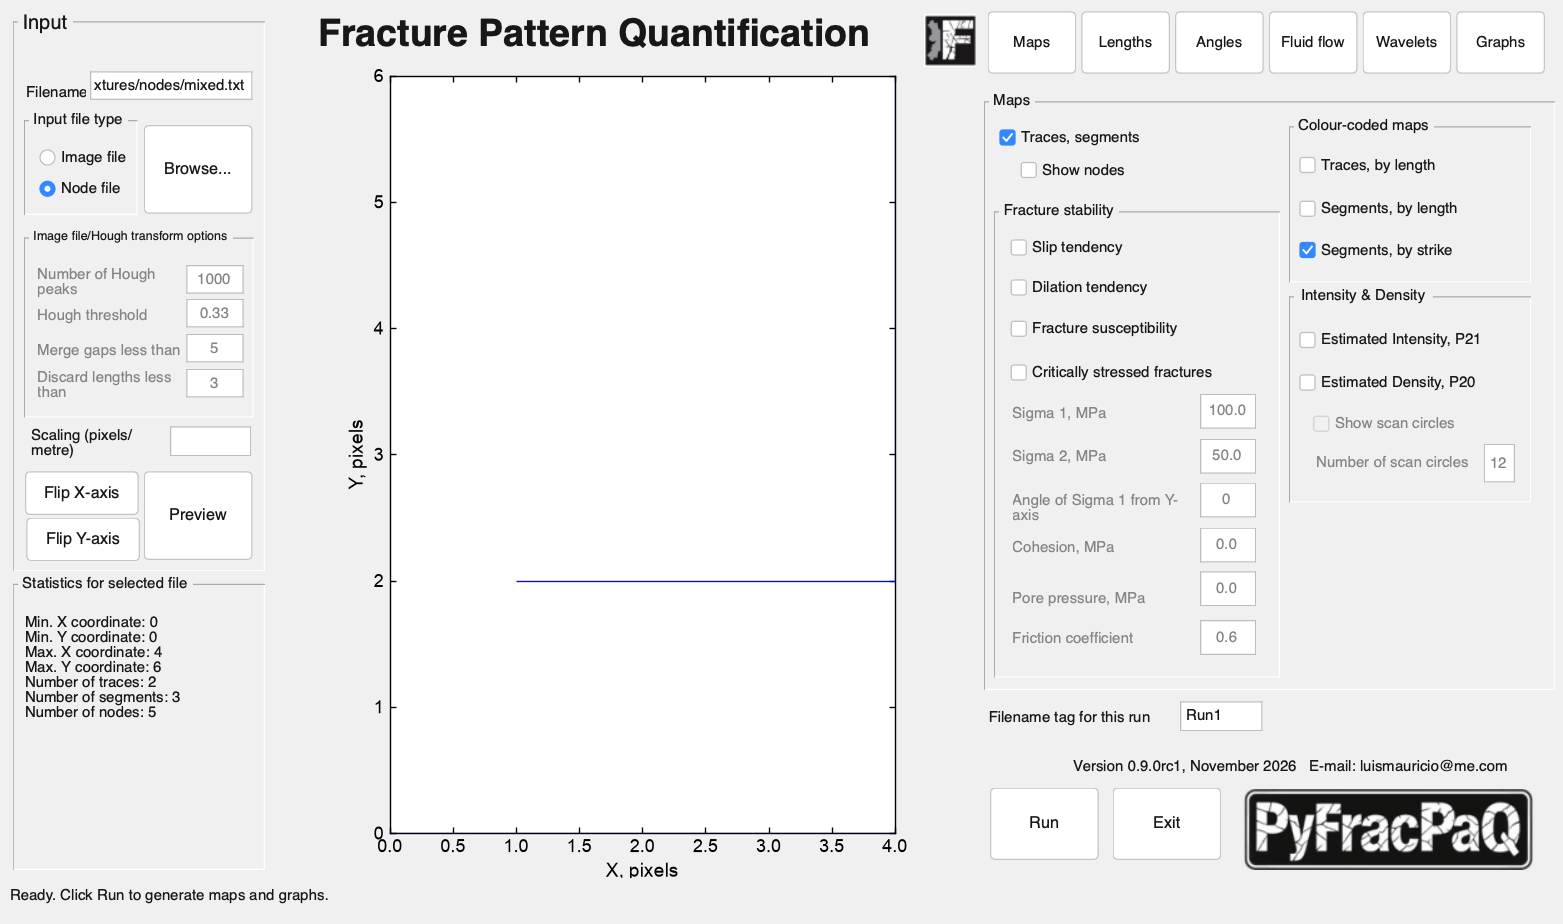 Input
Filename
xtures/nodes/mixed.txt
Input file type
Image file
Node file
Browse...
Image file/Hough transform options
Number of Hough
peaks
1000
Hough threshold
0.33
Merge gaps less than
5
Discard lengths less
than
3
Scaling (pixels/
metre)
Flip X-axis
Flip Y-axis
Preview
Statistics for selected file
Min. X coordinate: 0
Min. Y coordinate: 0
Max. X coordinate: 4
Max. Y coordinate: 6
Number of traces: 2
Number of segments: 3
Number of nodes: 5
Ready. Click Run to generate maps and graphs.
Fracture Pattern Quantification
6
5
4
3
2
1
0
Y, pixels
0.0 0.5 1.0 1.5 2.0 2.5 3.0 3.5 4.0
X, pixels
F
Maps
Lengths
Angles
Fluid flow
Wavelets
Graphs
Maps
Traces, segments
Show nodes
Fracture stability
Slip tendency
Dilation tendency
Fracture susceptibility
Critically stressed fractures
Sigma 1, MPa
100.0
Sigma 2, MPa
50.0
Angle of Sigma 1 from Y-
axis
0
Cohesion, MPa
0.0
Pore pressure, MPa
0.0
Friction coefficient
0.6
Colour-coded maps
Traces, by length
Segments, by length
Segments, by strike
Intensity & Density
Estimated Intensity, P21
Estimated Density, P20
Show scan circles
Number of scan circles
12
Filename tag for this run
Run1
Version 0.9.0rc1, November 2026 E-mail: luismauricio@me.com
Run
Exit
PyFracPaQ